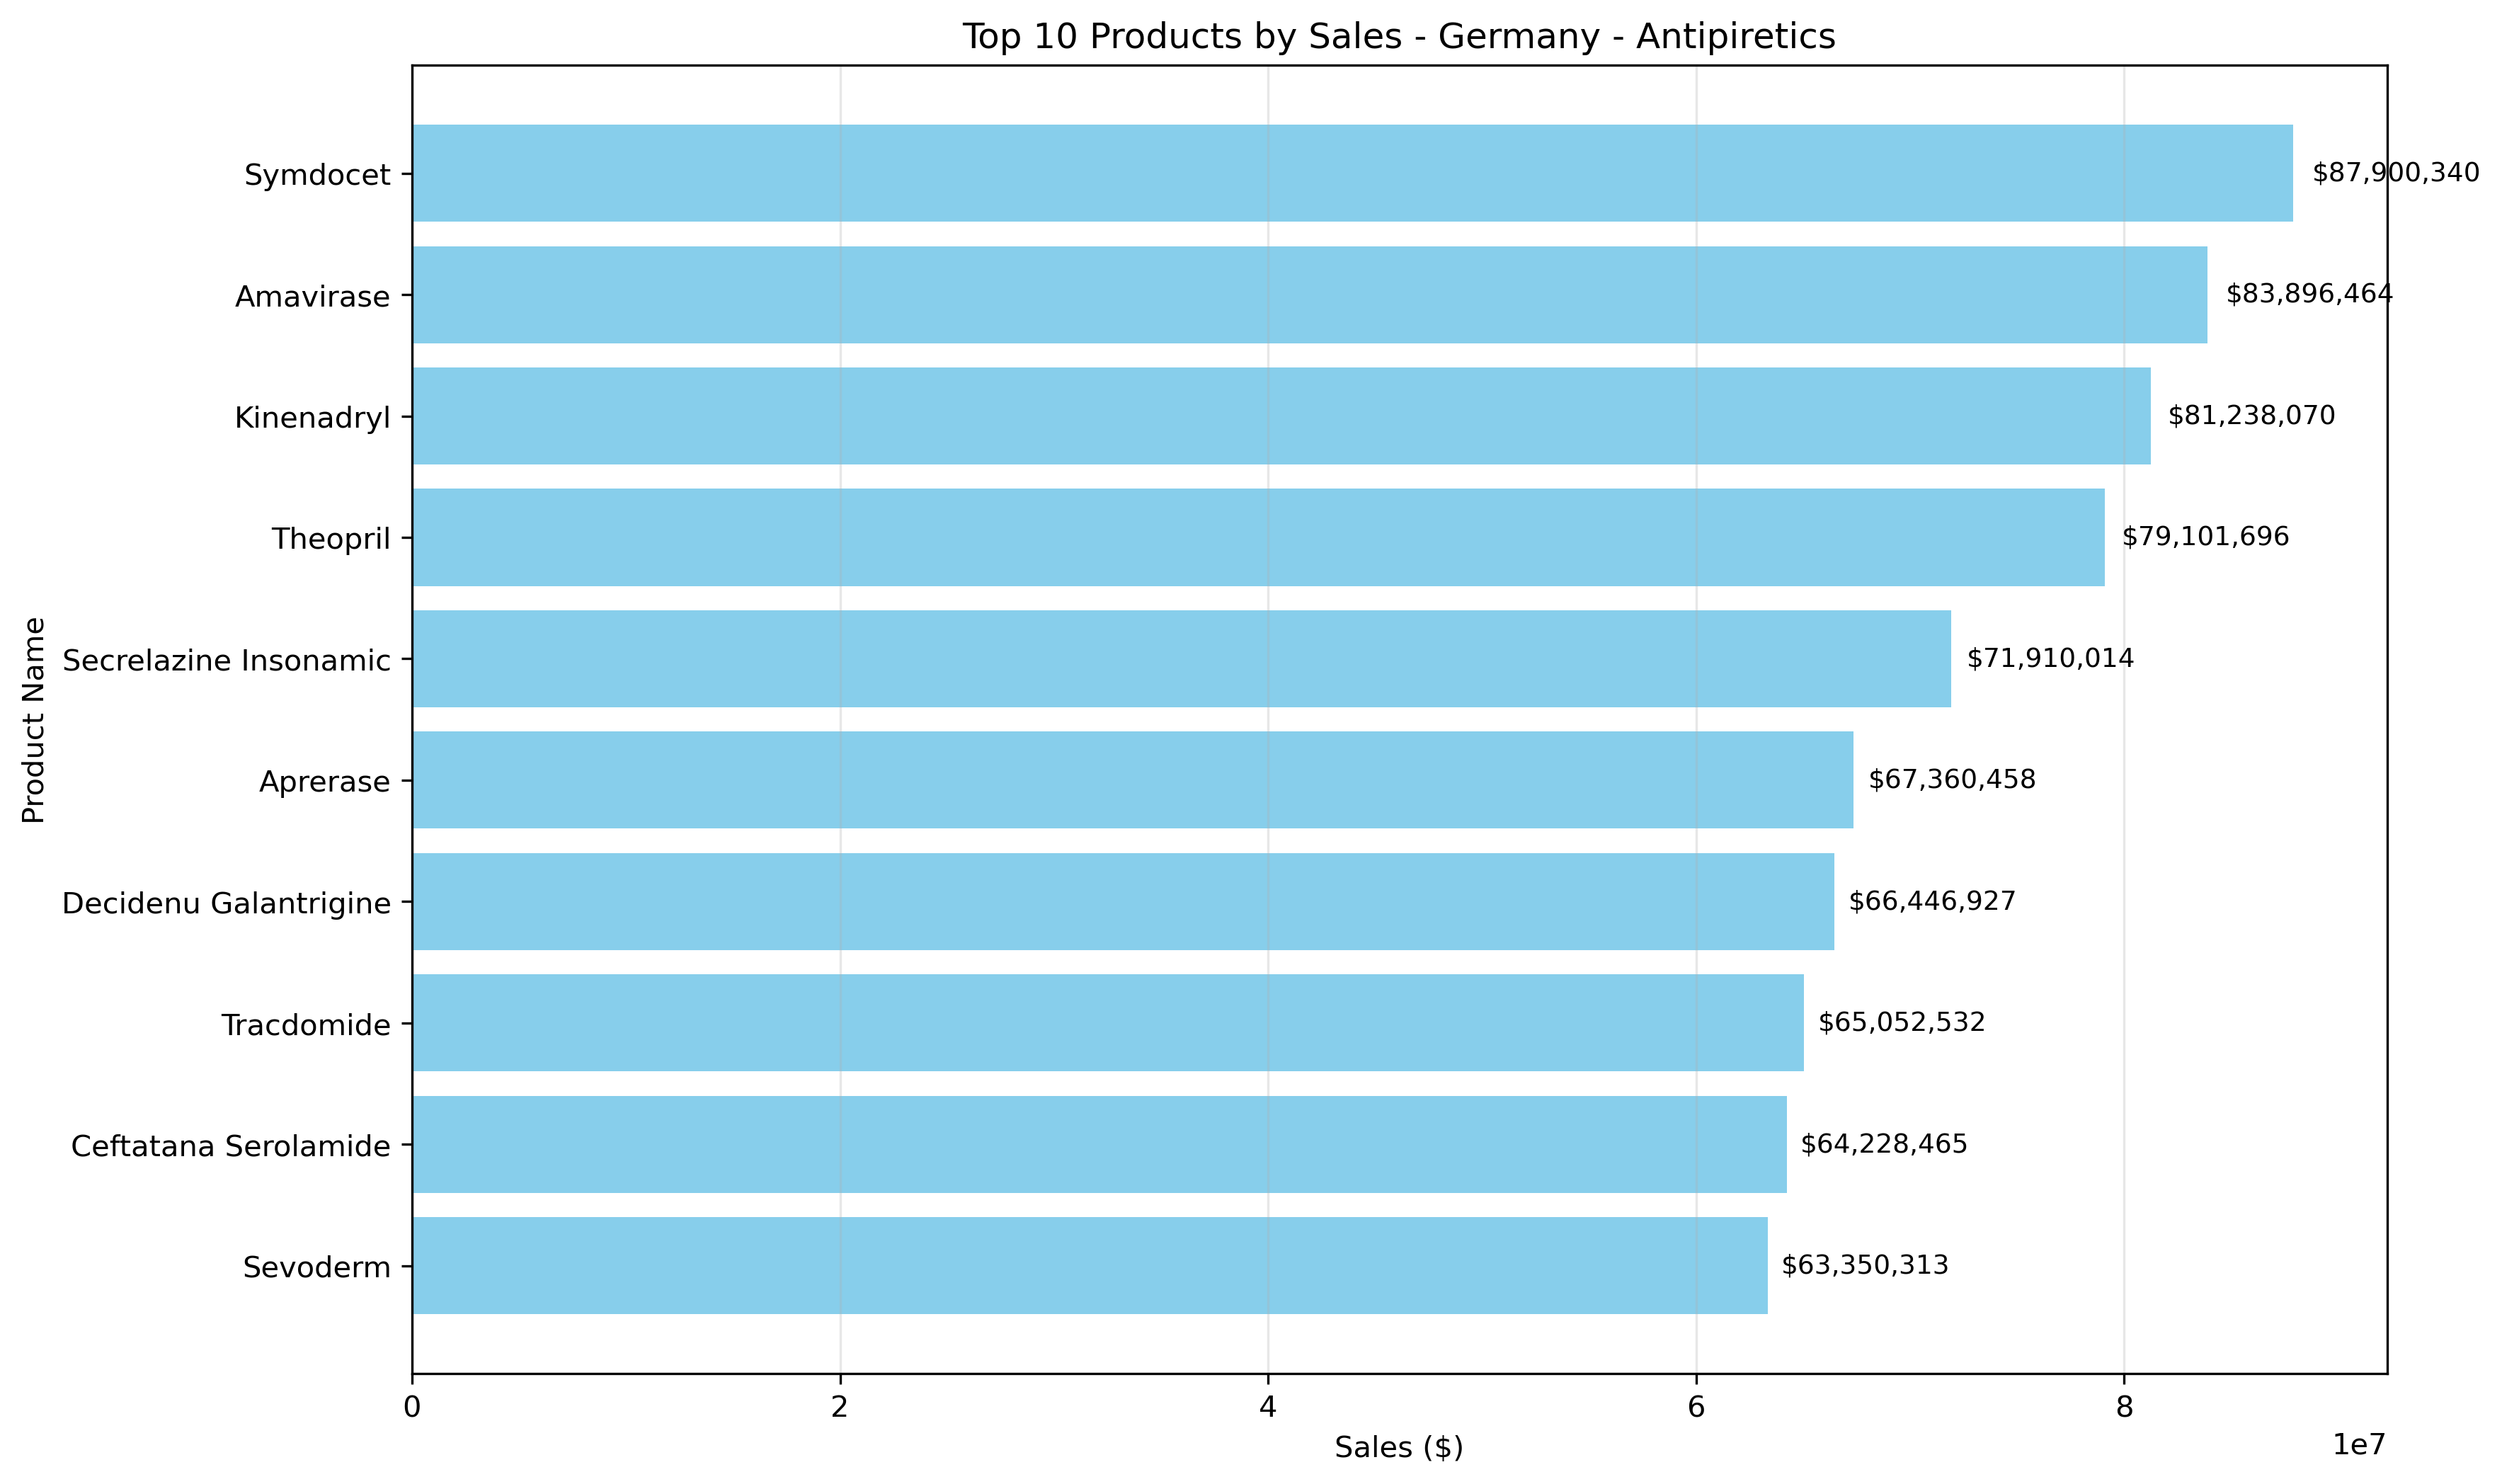 Top 10 Products by Sales - Germany - Antipiretics
Product Name
Symdocet $87,900,340
Amavirase $83,896,464
Kinenadryl $81,238,070
Theopril $79,101,696
Secrelazine Insonamic $71,910,014
Aprerase $67,360,458
Decidenu Galantrigine $66,446,927
Tracdomide $65,052,532
Ceftatana Serolamide $64,228,465
Sevoderm $63,350,313
0 2 4 6 8
Sales ($)
1e7